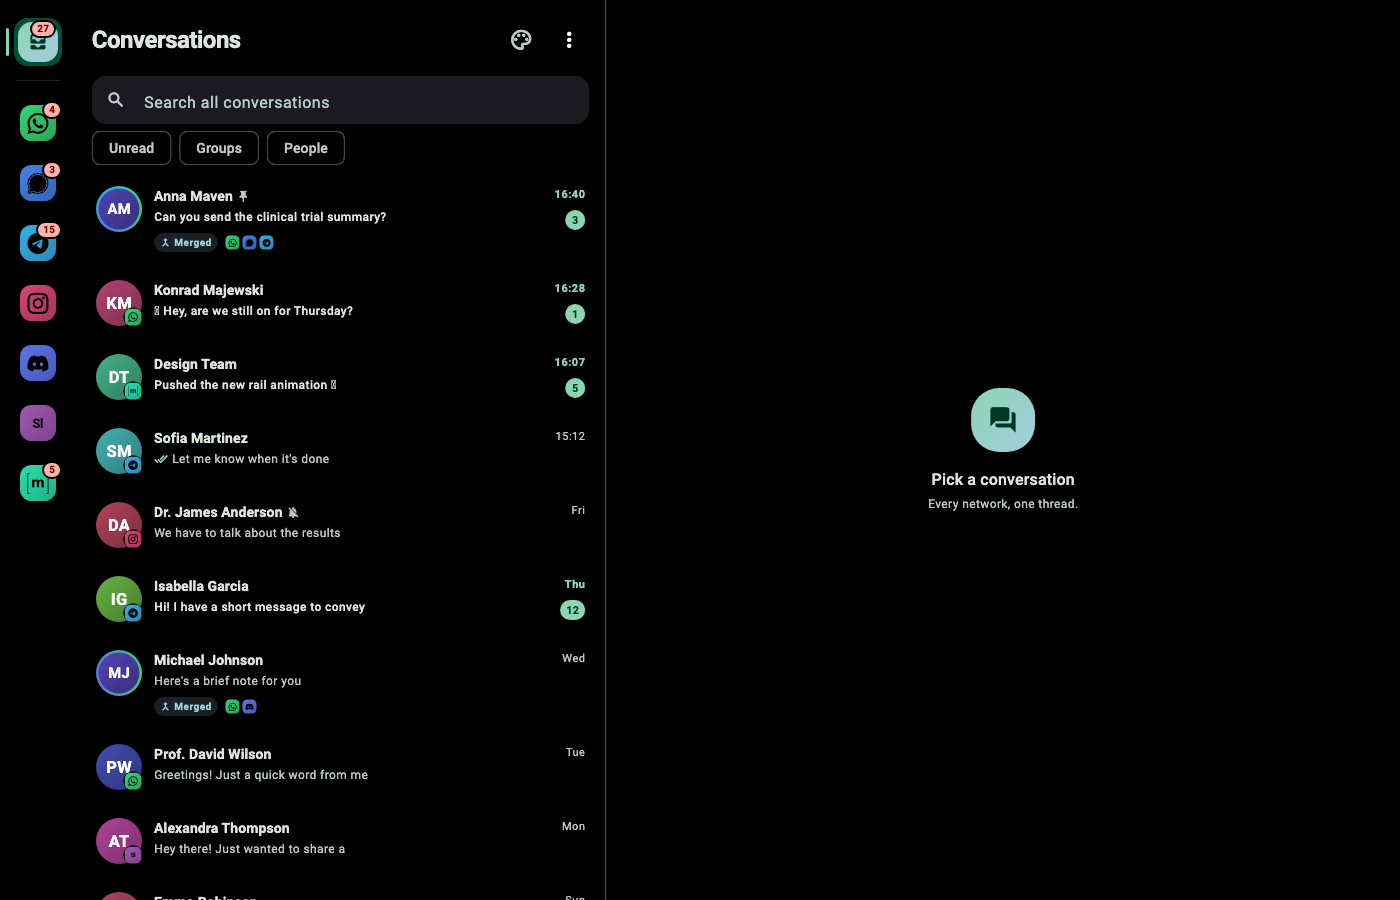 27
Conversations
Search all conversations
Unread Groups People
4
3
15
Sl
[m]
5
AM
Anna Maven
16:40
Can you send the clinical trial summary?
3
Merged
KM
Konrad Majewski
16:28
Hey, are we still on for Thursday?
1
DT
Design Team
16:07
Pushed the new rail animation
5
[m]
SM
Sofia Martinez
15:12
Let me know when it's done
DA
Dr. James Anderson
Fri
We have to talk about the results
IG
Isabella Garcia
Thu
Hi! I have a short message to convey
12
MJ
Michael Johnson
Wed
Here's a brief note for you
Merged
PW
Prof. David Wilson
Tue
Greetings! Just a quick word from me
AT
Alexandra Thompson
Mon
Hey there! Just wanted to share a
Sl
Pick a conversation
Every network, one thread.